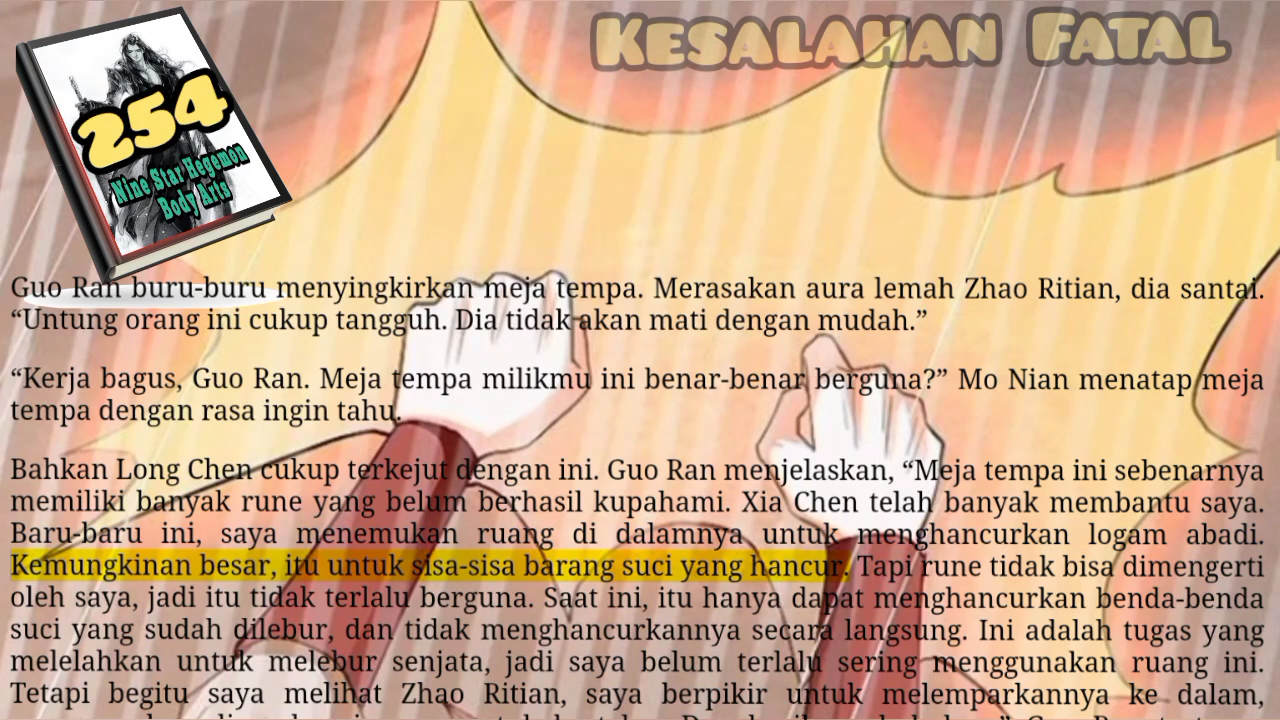 KESALAHAN FATAL
254
Nine Star Hegemon
Body Arts
Guo Ran buru-buru menyingkirkan meja tempa. Merasakan aura lemah Zhao Ritian, dia santai.
“Untung orang ini cukup tangguh. Dia tidak akan mati dengan mudah.”
“Kerja bagus, Guo Ran. Meja tempa milikmu ini benar-benar berguna?” Mo Nian menatap meja
tempa dengan rasa ingin tahu.
Bahkan Long Chen cukup terkejut dengan ini. Guo Ran menjelaskan, “Meja tempa ini sebenarnya
memiliki banyak rune yang belum berhasil kupahami. Xia Chen telah banyak membantu saya.
Baru-baru ini, saya menemukan ruang di dalamnya untuk menghancurkan logam abadi.
Kemungkinan besar, itu untuk sisa-sisa barang suci yang hancur. Tapi rune tidak bisa dimengerti
oleh saya, jadi itu tidak terlalu berguna. Saat ini, itu hanya dapat menghancurkan benda-benda
suci yang sudah dilebur, dan tidak menghancurkannya secara langsung. Ini adalah tugas yang
melelahkan untuk melebur senjata, jadi saya belum terlalu sering menggunakan ruang ini.
Tetapi begitu saya melihat Zhao Ritian, saya berpikir untuk melemparkannya ke dalam,